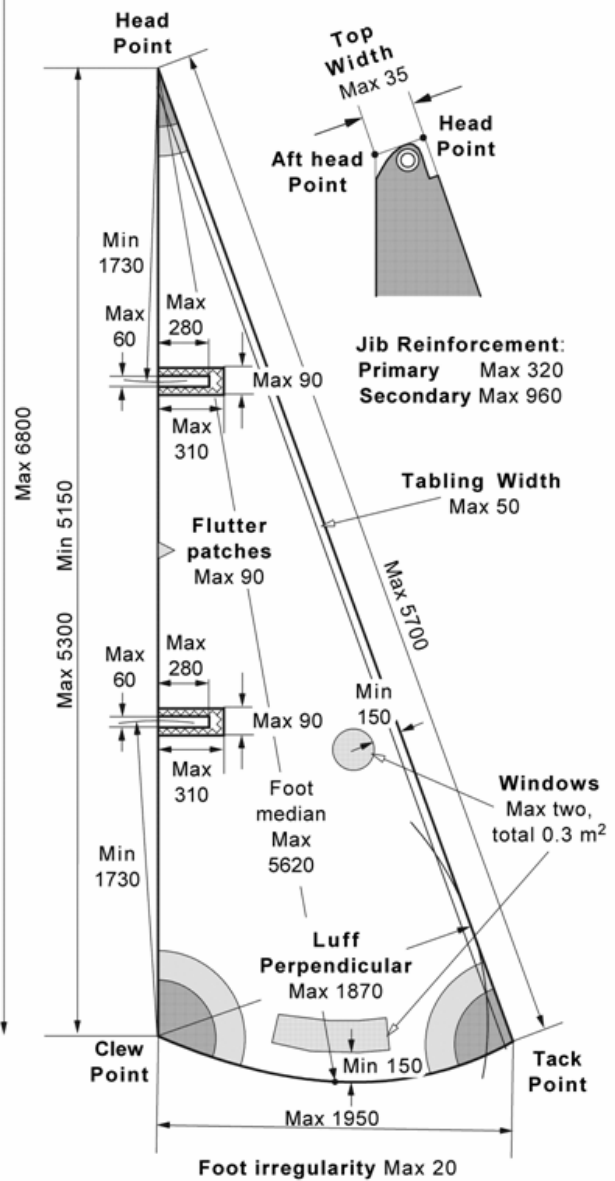 Head
Point
Top
Width
Max 35
Head
Point
Aft head
Point
Min
1730
Max
60
Max
280
Max 90
Max
310
Jib Reinforcement:
Primary Max 320
Secondary Max 960
Max 6800
Max 5300 Min 5150
Tabling Width
Max 50
Flutter
patches
Max 90
Max 5700
Max
60
Max
280
Max 90
Max
310
Min
150
Windows
Max two,
total 0.3 m²
Foot
median
Max
5620
Min
1730
Luff
Perpendicular
Max 1870
Clew
Point
Min 150
Tack
Point
Max 1950
Foot irregularity Max 20